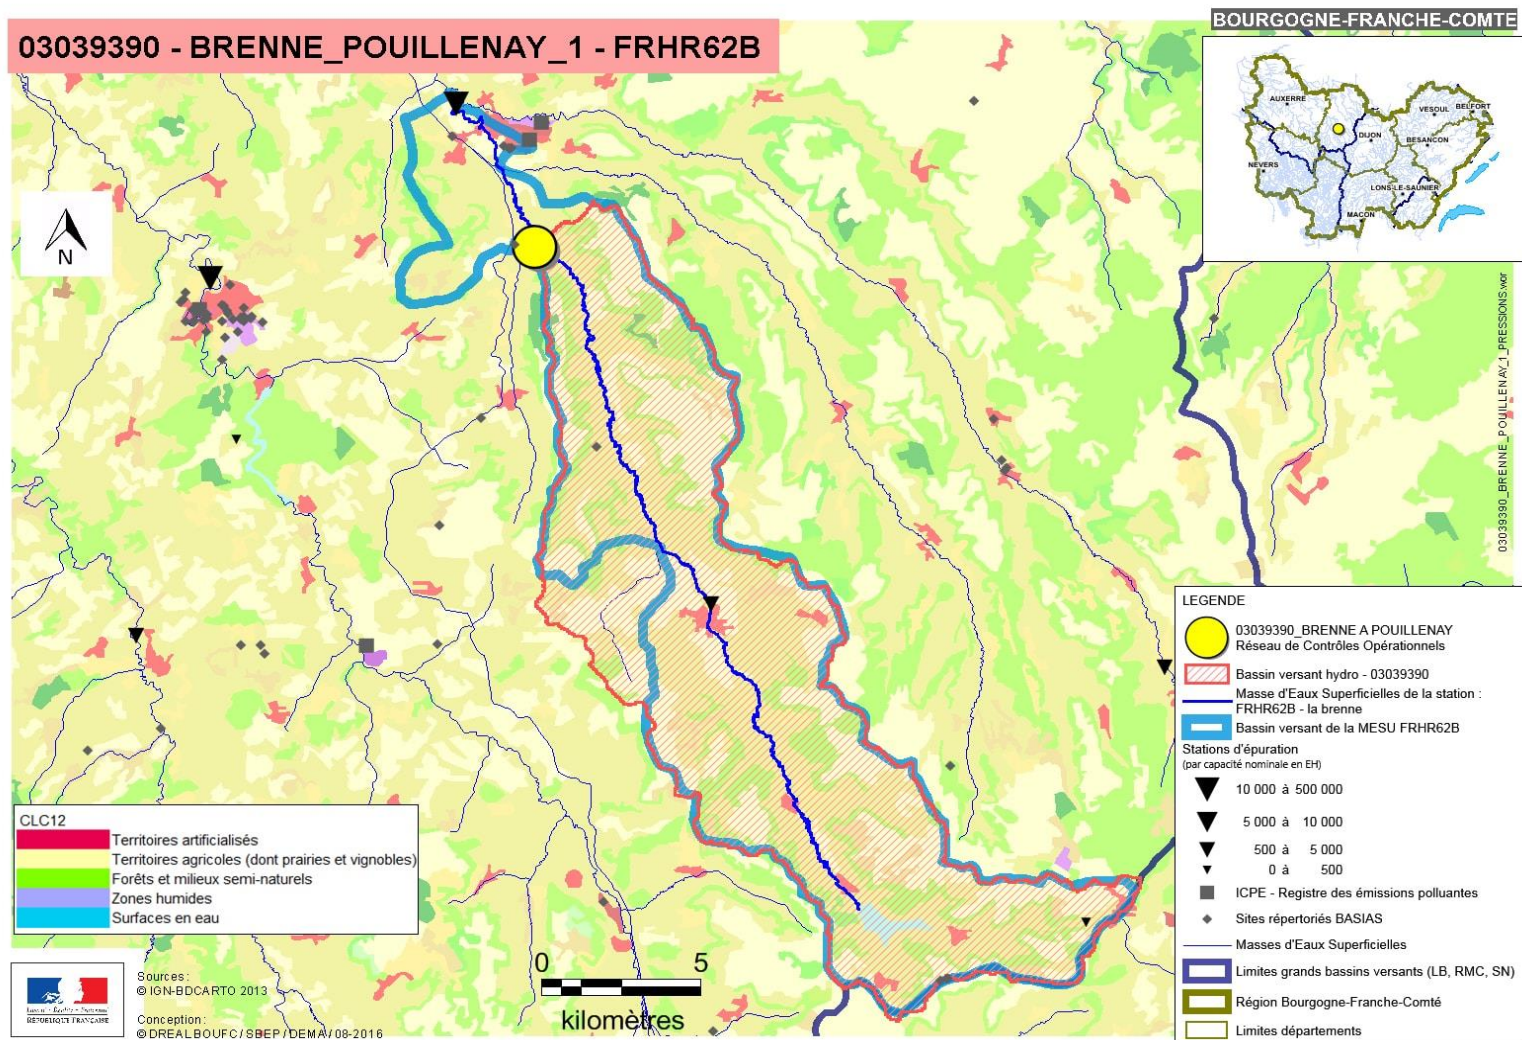 BOURGOGNE-FRANCHE-COMTE
03039390 - BRENNE_POUILLENAY_1 - FRHR62B
AUXERRE
VESOUL
BELFORT
DIJON
BESANCON
NEVERS
LONS-LE-SAUNIER
MACON
N
03039390_BRENNE_POUILLENAY_1_PRESSIONS.wor
LEGENDE
03039390_BRENNE A POUILLENAY
Réseau de Contrôles Opérationnels
Bassin versant hydro - 03039390
Masse d'Eaux Superficielles de la station :
FRHR62B - la brenne
Bassin versant de la MESU FRHR62B
Stations d'épuration
(par capacité nominale en EH)
10 000 à 500 000
5 000 à 10 000
500 à 5 000
0 à 500
ICPE - Registre des émissions polluantes
Sites répertoriés BASIAS
Masses d'Eaux Superficielles
Limites grands bassins versants (LB, RMC, SN)
Région Bourgogne-Franche-Comté
Limites départements
CLC12
Territoires artificialisés
Territoires agricoles (dont prairies et vignobles)
Forêts et milieux semi-naturels
Zones humides
Surfaces en eau
0 5
kilomètres
Liberté • Égalité • Fraternité
RÉPUBLIQUE FRANÇAISE
Sources :
© IGN-BDCARTO 2013
Conception :
© DREALBOUFC / SBEP / DEMA / 08-2016